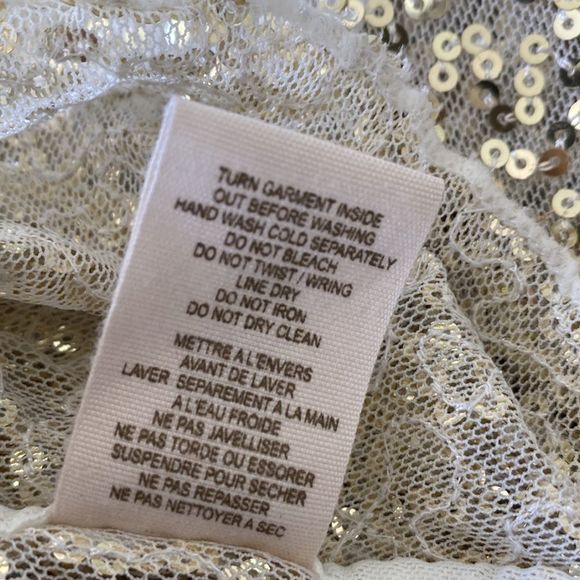 TURN GARMENT INSIDE
OUT BEFORE WASHING
HAND WASH COLD SEPARATELY
DO NOT BLEACH
DO NOT TWIST / WRING
LINE DRY
DO NOT IRON
DO NOT DRY CLEAN
METTRE A L'ENVERS
AVANT DE LAVER
LAVER SEPAREMENT A LA MAIN
A L'EAU FROIDE
NE PAS JAVELLISER
NE PAS TORDE OU ESSORER
SUSPENDRE POUR SECHER
NE PAS REPASSER
NE PAS NETTOYER A SEC